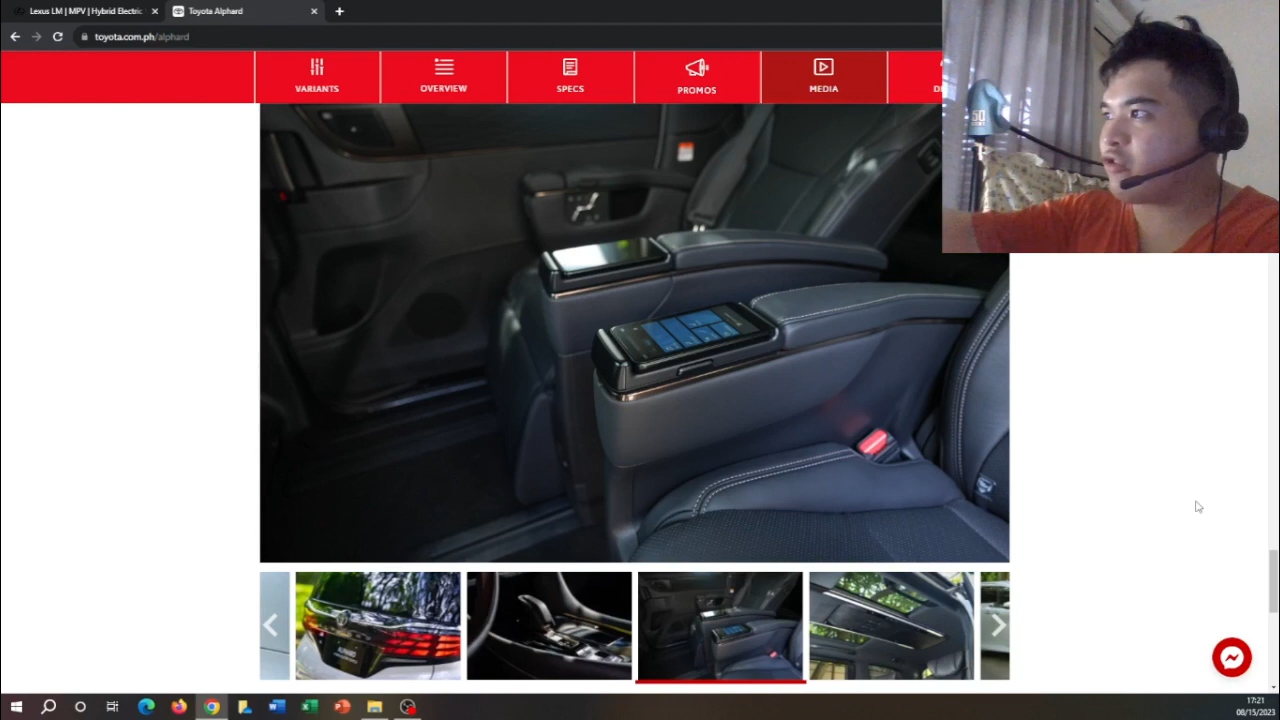 Lexus LM | MPV | Hybrid Electric
Toyota Alphard
toyota.com.ph/alphard
VARIANTS
OVERVIEW
SPECS
PROMOS
MEDIA
50
17:21
08/15/2023